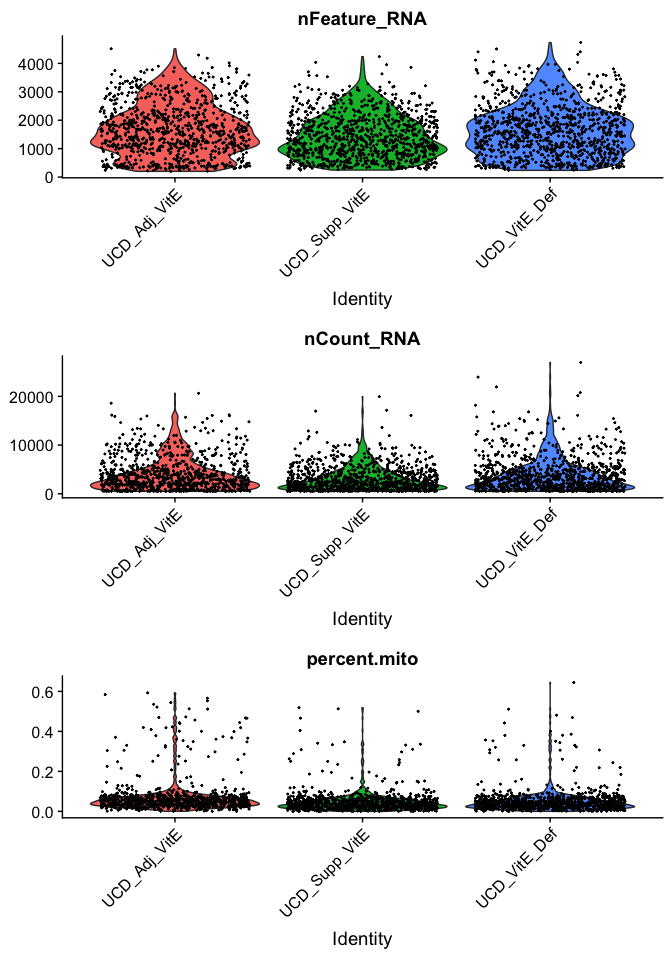 nFeature_RNA
4000
3000
2000
1000
0
UCD_Adj_VitE
UCD_Supp_VitE
UCD_VitE_Def
Identity
nCount_RNA
20000
10000
0
UCD_Adj_VitE
UCD_Supp_VitE
UCD_VitE_Def
Identity
percent.mito
0.6
0.4
0.2
0.0
UCD_Adj_VitE
UCD_Supp_VitE
UCD_VitE_Def
Identity